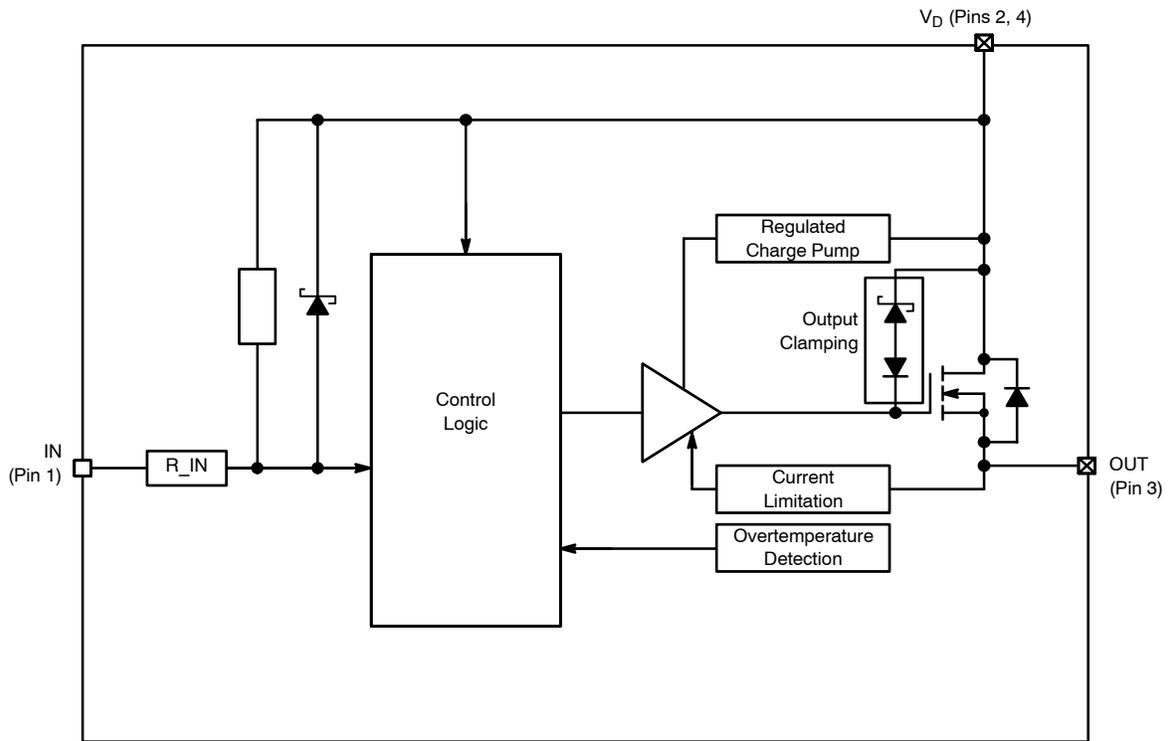 VD (Pins 2, 4)
Regulated
Charge Pump
Output
Clamping
Control
Logic
IN
(Pin 1)
R_IN
Current
Limitation
OUT
(Pin 3)
Overtemperature
Detection